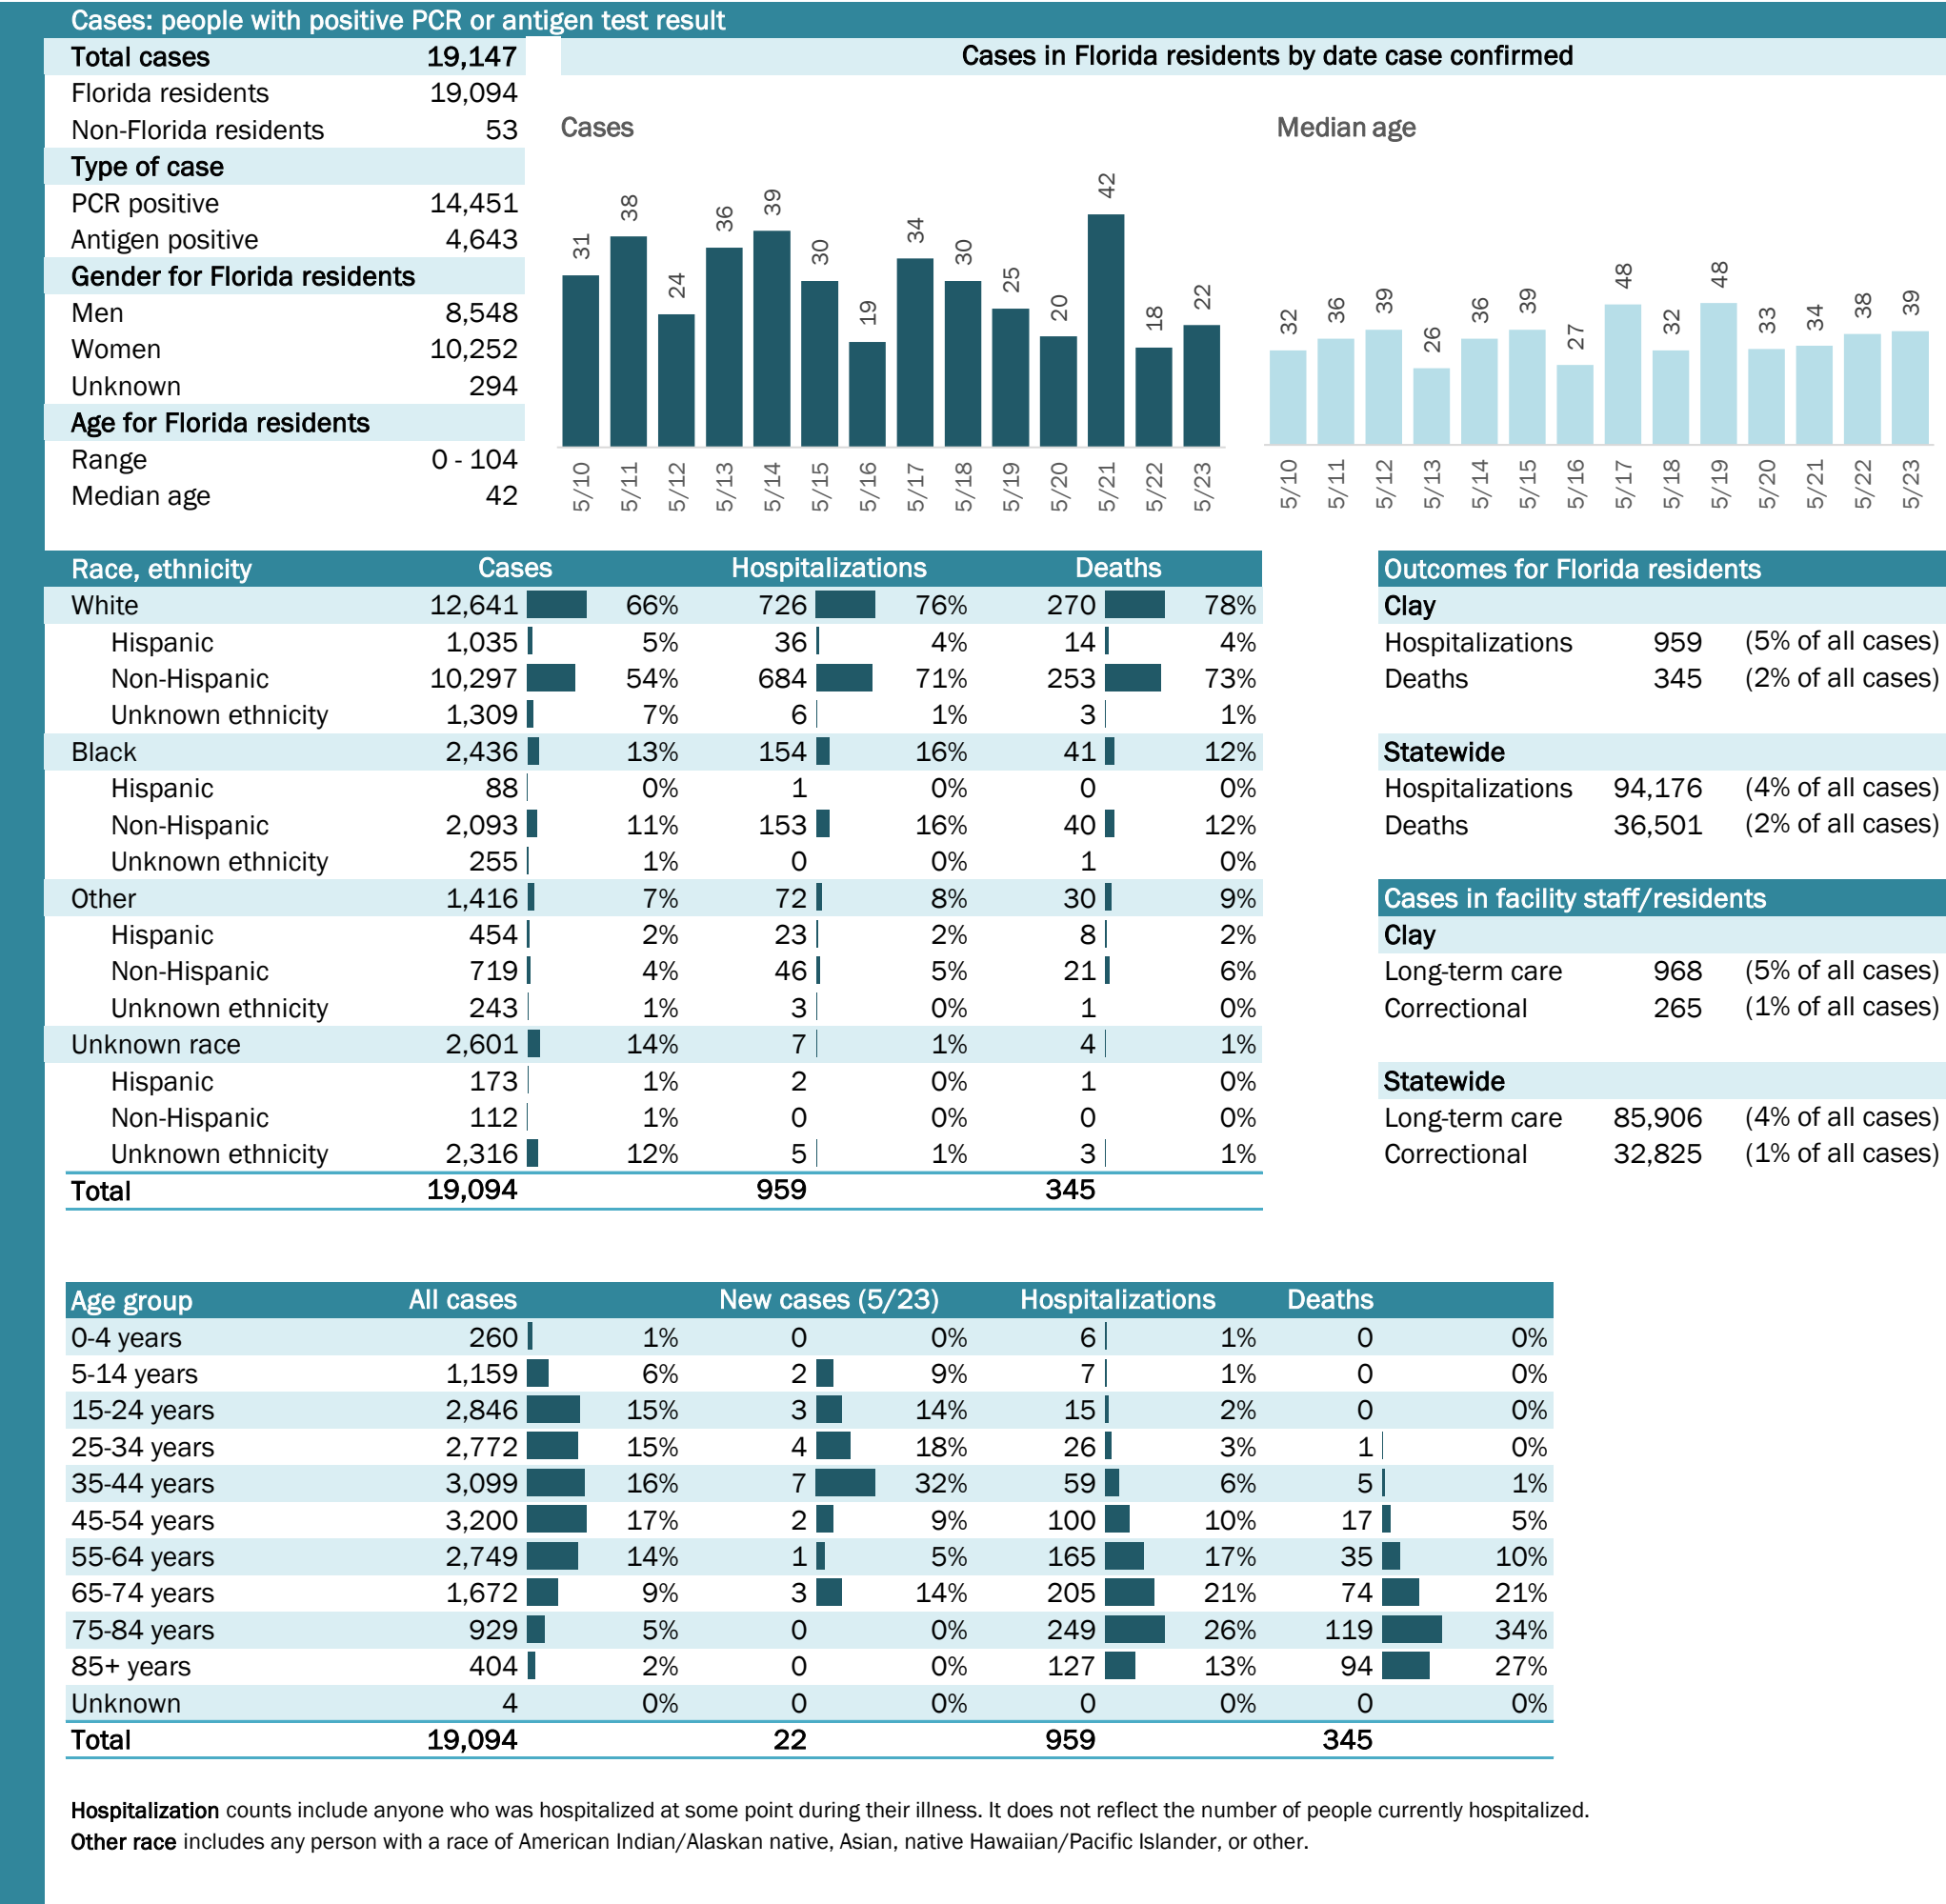 Cases: people with positive PCR or antigen test result
Total cases 19,147
Florida residents 19,094
Non-Florida residents 53
Type of case
PCR positive 14,451
Antigen positive 4,643
Gender for Florida residents
Men 8,548
Women 10,252
Unknown 294
Age for Florida residents
Range 0 - 104
Median age 42
Cases in Florida residents by date case confirmed
Cases
31 38 24 36 39 30 19 34 30 25 20 42 18 22
5/10 5/11 5/12 5/13 5/14 5/15 5/16 5/17 5/18 5/19 5/20 5/21 5/22 5/23
Median age
32 36 39 26 36 39 27 48 32 48 33 34 38 39
5/10 5/11 5/12 5/13 5/14 5/15 5/16 5/17 5/18 5/19 5/20 5/21 5/22 5/23
Race, ethnicity Cases Hospitalizations Deaths
White 12,641 66% 726 76% 270 78%
Hispanic 1,035 5% 36 4% 14 4%
Non-Hispanic 10,297 54% 684 71% 253 73%
Unknown ethnicity 1,309 7% 6 1% 3 1%
Black 2,436 13% 154 16% 41 12%
Hispanic 88 0% 1 0% 0 0%
Non-Hispanic 2,093 11% 153 16% 40 12%
Unknown ethnicity 255 1% 0 0% 1 0%
Other 1,416 7% 72 8% 30 9%
Hispanic 454 2% 23 2% 8 2%
Non-Hispanic 719 4% 46 5% 21 6%
Unknown ethnicity 243 1% 3 0% 1 0%
Unknown race 2,601 14% 7 1% 4 1%
Hispanic 173 1% 2 0% 1 0%
Non-Hispanic 112 1% 0 0% 0 0%
Unknown ethnicity 2,316 12% 5 1% 3 1%
Total 19,094 959 345
Outcomes for Florida residents
Clay
Hospitalizations 959 (5% of all cases)
Deaths 345 (2% of all cases)
Statewide
Hospitalizations 94,176 (4% of all cases)
Deaths 36,501 (2% of all cases)
Cases in facility staff/residents
Clay
Long-term care 968 (5% of all cases)
Correctional 265 (1% of all cases)
Statewide
Long-term care 85,906 (4% of all cases)
Correctional 32,825 (1% of all cases)
Age group All cases New cases (5/23) Hospitalizations Deaths
0-4 years 260 1% 0 0% 6 1% 0 0%
5-14 years 1,159 6% 2 9% 7 1% 0 0%
15-24 years 2,846 15% 3 14% 15 2% 0 0%
25-34 years 2,772 15% 4 18% 26 3% 1 0%
35-44 years 3,099 16% 7 32% 59 6% 5 1%
45-54 years 3,200 17% 2 9% 100 10% 17 5%
55-64 years 2,749 14% 1 5% 165 17% 35 10%
65-74 years 1,672 9% 3 14% 205 21% 74 21%
75-84 years 929 5% 0 0% 249 26% 119 34%
85+ years 404 2% 0 0% 127 13% 94 27%
Unknown 4 0% 0 0% 0 0% 0 0%
Total 19,094 22 959 345
Hospitalization counts include anyone who was hospitalized at some point during their illness. It does not reflect the number of people currently hospitalized.
Other race includes any person with a race of American Indian/Alaskan native, Asian, native Hawaiian/Pacific Islander, or other.